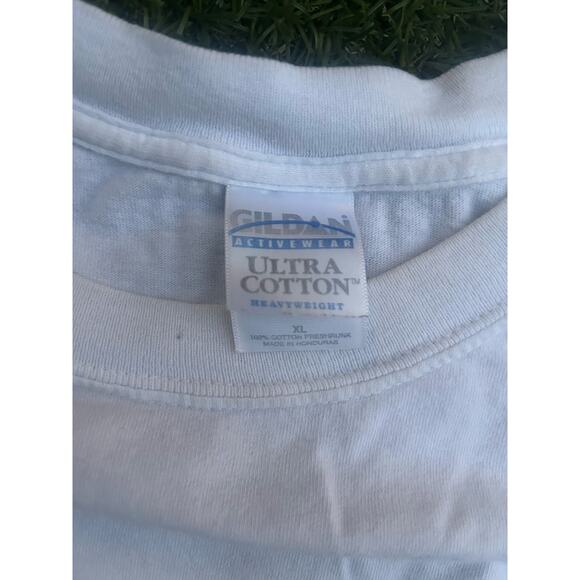 GILDAN
ACTIVEWEAR
ULTRA
COTTON™
HEAVYWEIGHT
XL
100% COTTON PRESHRUNK
MADE IN HONDURAS